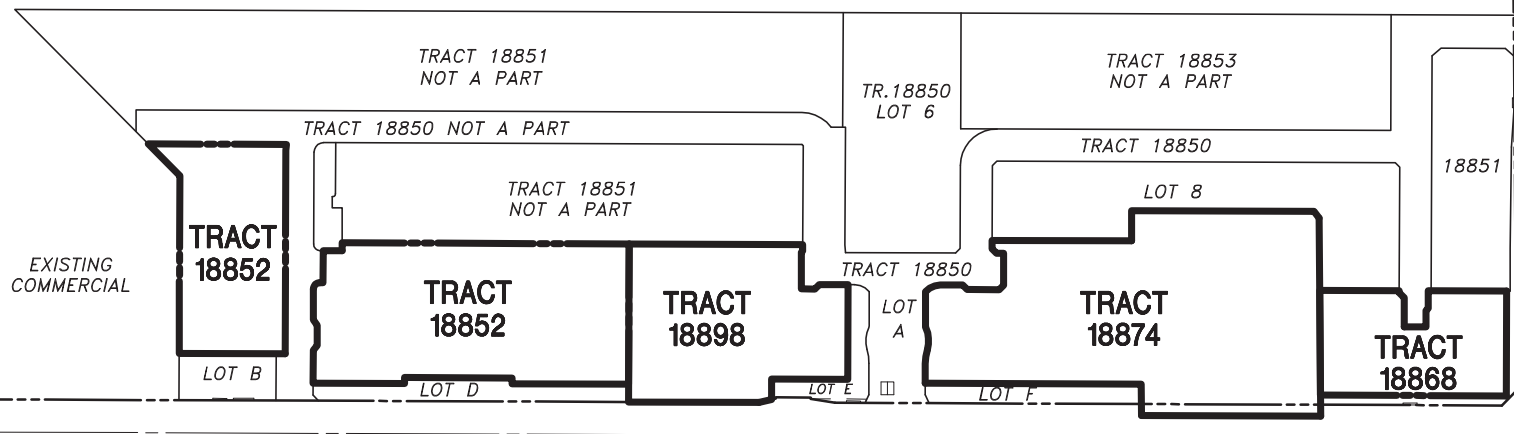 TRACT 18851
NOT A PART
TRACT 18853
NOT A PART
TR.18850
LOT 6
TRACT 18850 NOT A PART
TRACT 18850
18851
TRACT 18851
NOT A PART
LOT 8
TRACT
18852
EXISTING
COMMERCIAL
TRACT 18850
TRACT
18852
TRACT
18898
LOT
A
TRACT
18874
TRACT
18868
LOT B
LOT D
LOT E
LOT F